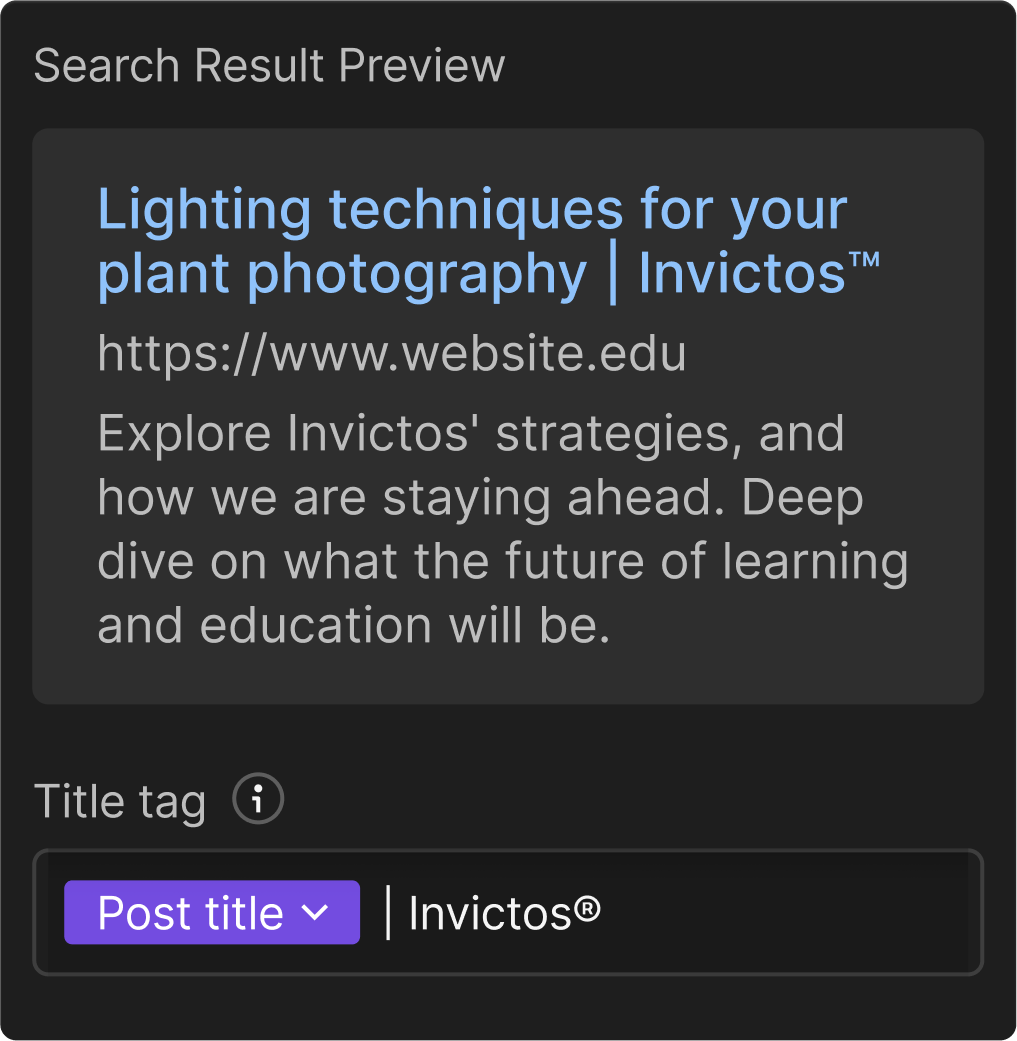 Search Result Preview
Lighting techniques for your
plant photography | Invictos™
https://www.website.edu
Explore Invictos' strategies, and
how we are staying ahead. Deep
dive on what the future of learning
and education will be.
Title tag
Post title | Invictos®